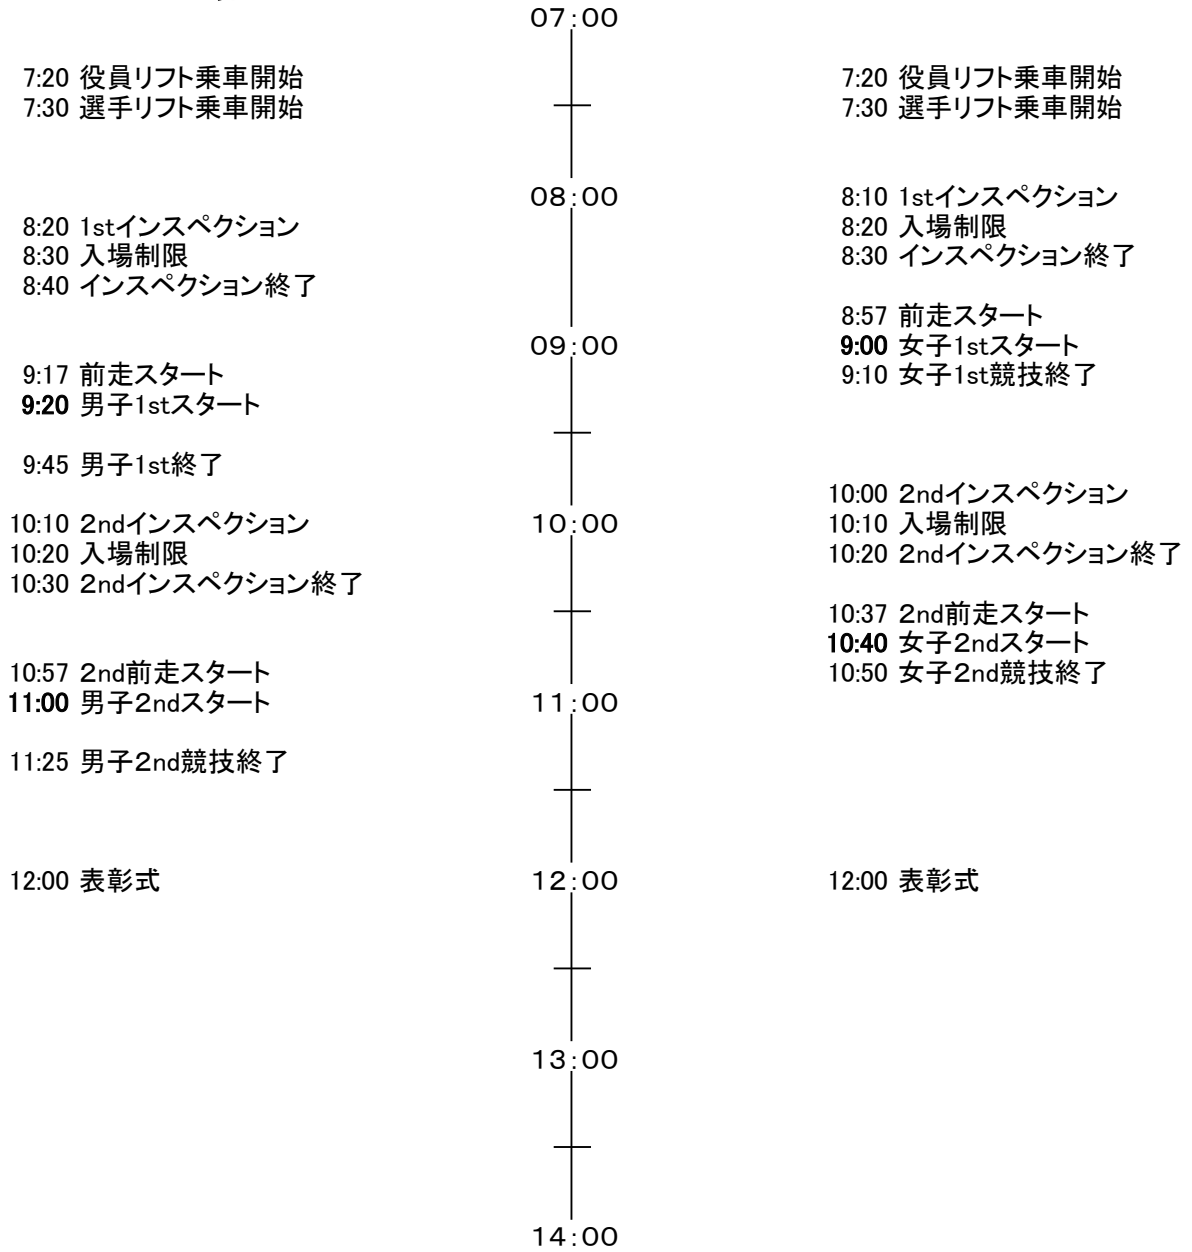 07:00
7:20 役員リフト乗車開始 7:20 役員リフト乗車開始
7:30 選手リフト乗車開始 7:30 選手リフト乗車開始
08:00 8:10 1stインスペクション
8:20 1stインスペクション 8:20 入場制限
8:30 入場制限 8:30 インスペクション終了
8:40 インスペクション終了
8:57 前走スタート
09:00 9:00 女子1stスタート
9:17 前走スタート 9:10 女子1st競技終了
9:20 男子1stスタート
9:45 男子1st終了
10:00 2ndインスペクション
10:10 2ndインスペクション 10:00 10:10 入場制限
10:20 入場制限 10:20 2ndインスペクション終了
10:30 2ndインスペクション終了
10:37 2nd前走スタート
10:40 女子2ndスタート
10:57 2nd前走スタート 10:50 女子2nd競技終了
11:00 男子2ndスタート 11:00
11:25 男子2nd競技終了
12:00 表彰式 12:00 12:00 表彰式
13:00
14:00